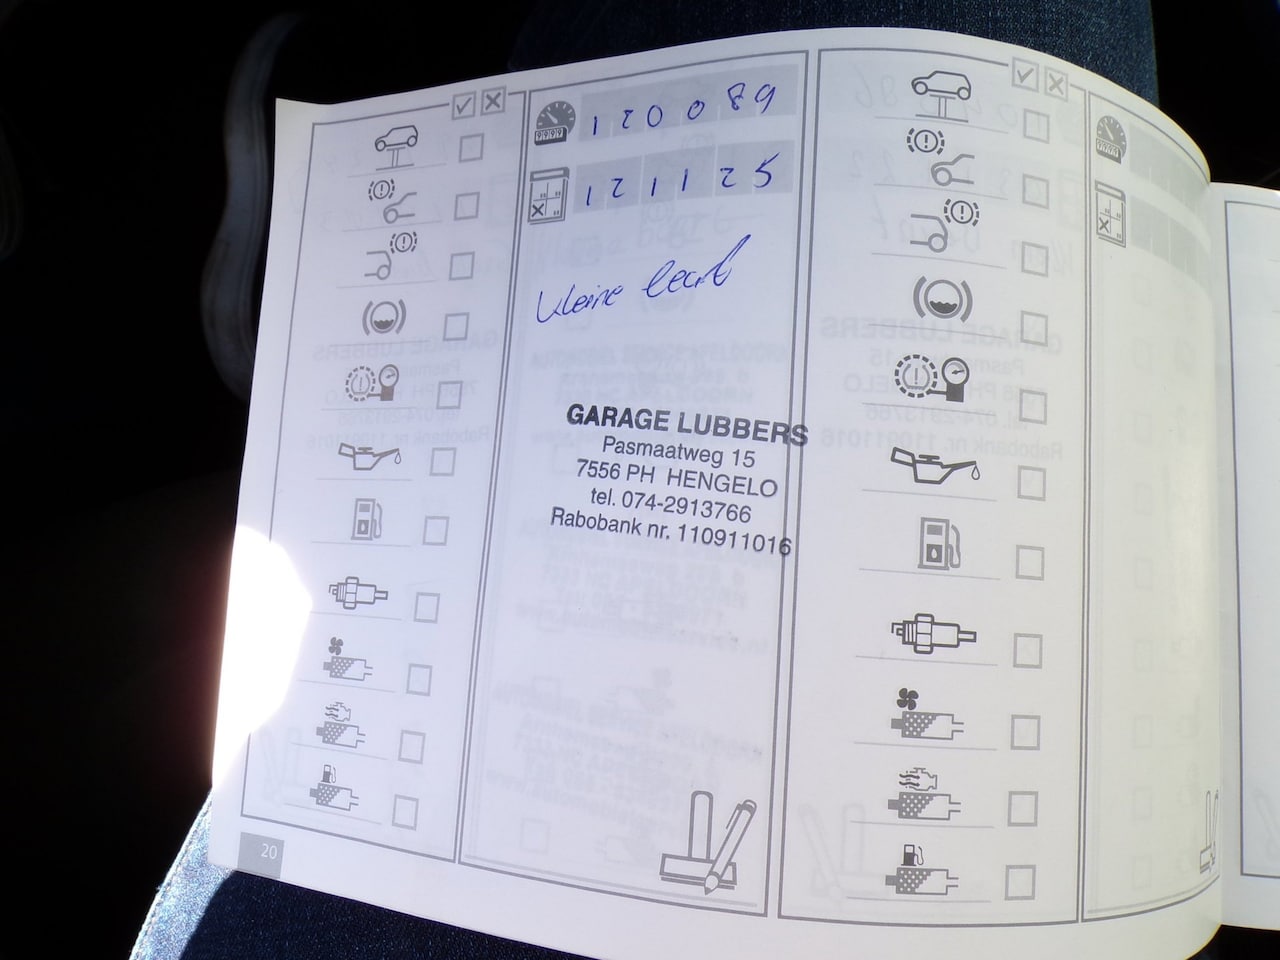 120089
121125
Kleine beurt
GARAGE LUBBERS
Pasmaatweg 15
7556 PH HENGELO
tel. 074-2913766
Rabobank nr. 110911016
20